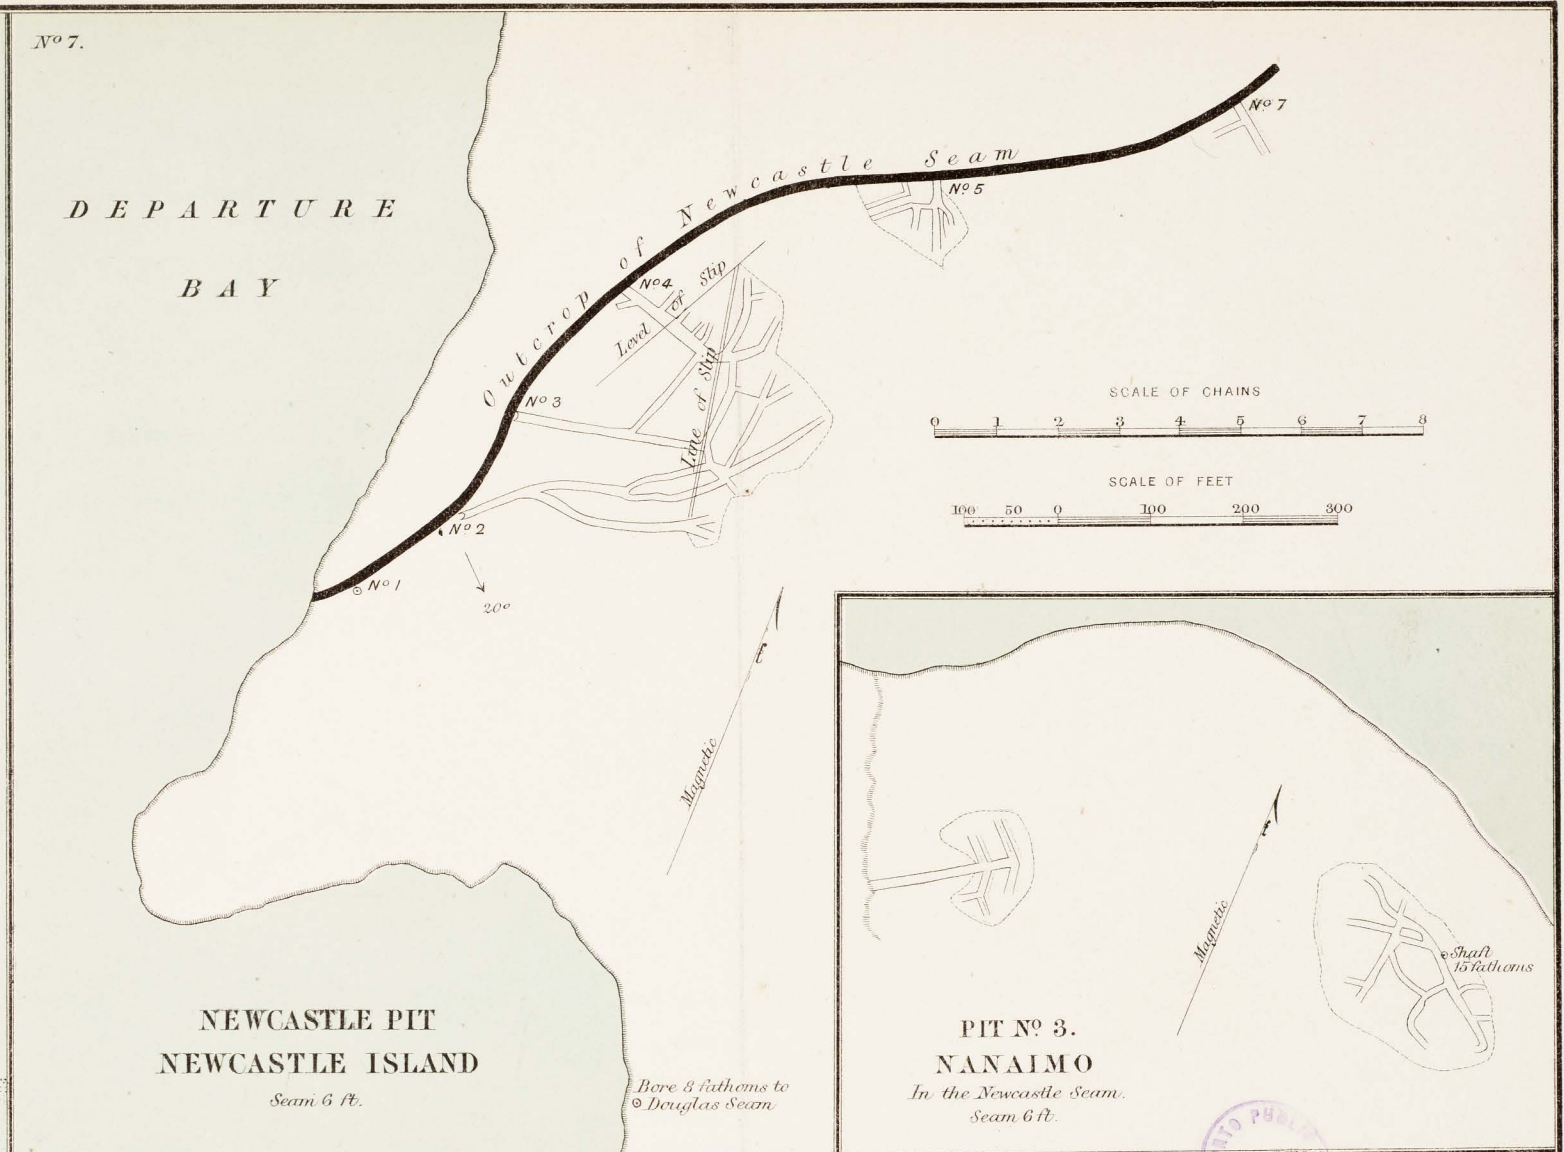 No 7.
DEPARTURE
BAY
Outcrop of Newcastle Seam
No 7
No 5
No 4
Level of Slip
Line of Slip
No 3
No 2
No 1
20°
SCALE OF CHAINS
0 1 2 3 4 5 6 7 8
SCALE OF FEET
100 50 0 100 200 300
Magnetic
NEWCASTLE PIT
NEWCASTLE ISLAND
Seam 6 ft.
Bore 8 fathoms to
Douglas Seam
Magnetic
Shaft
15 fathoms
PIT No 3.
NANAIMO
In the Newcastle Seam.
Seam 6 ft.